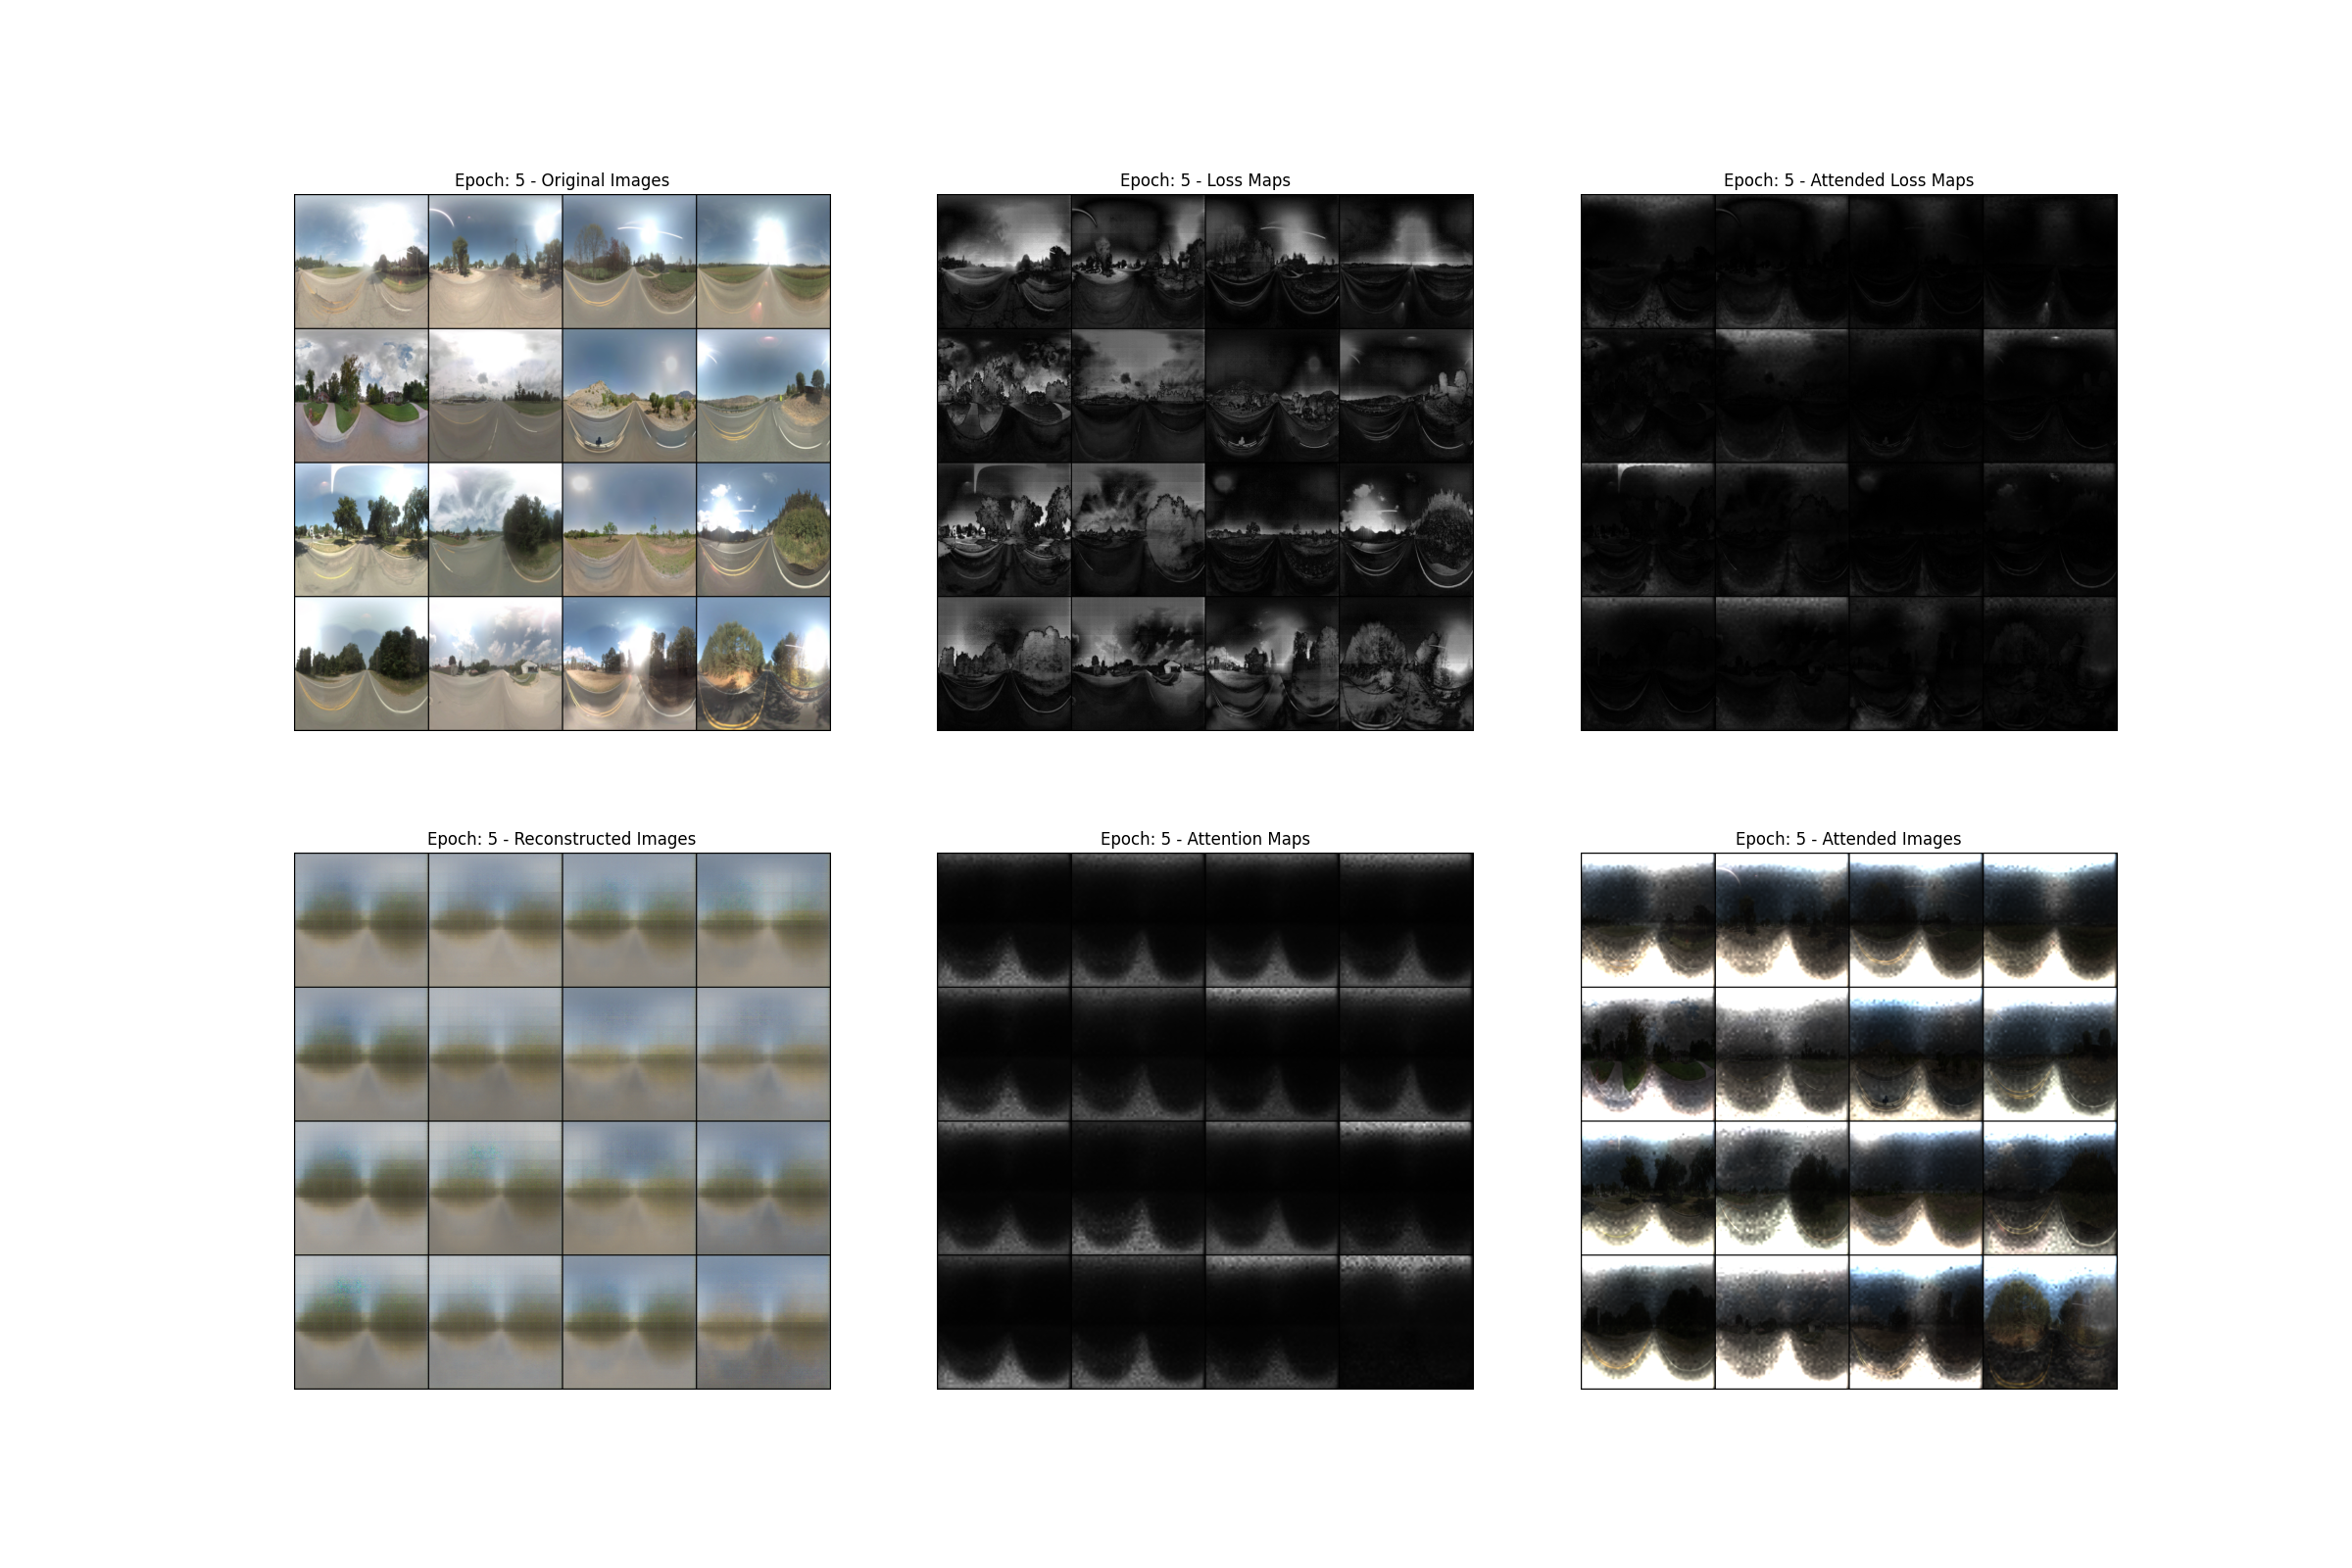 Epoch: 5 - Original Images
Epoch: 5 - Loss Maps
Epoch: 5 - Attended Loss Maps
Epoch: 5 - Reconstructed Images
Epoch: 5 - Attention Maps
Epoch: 5 - Attended Images